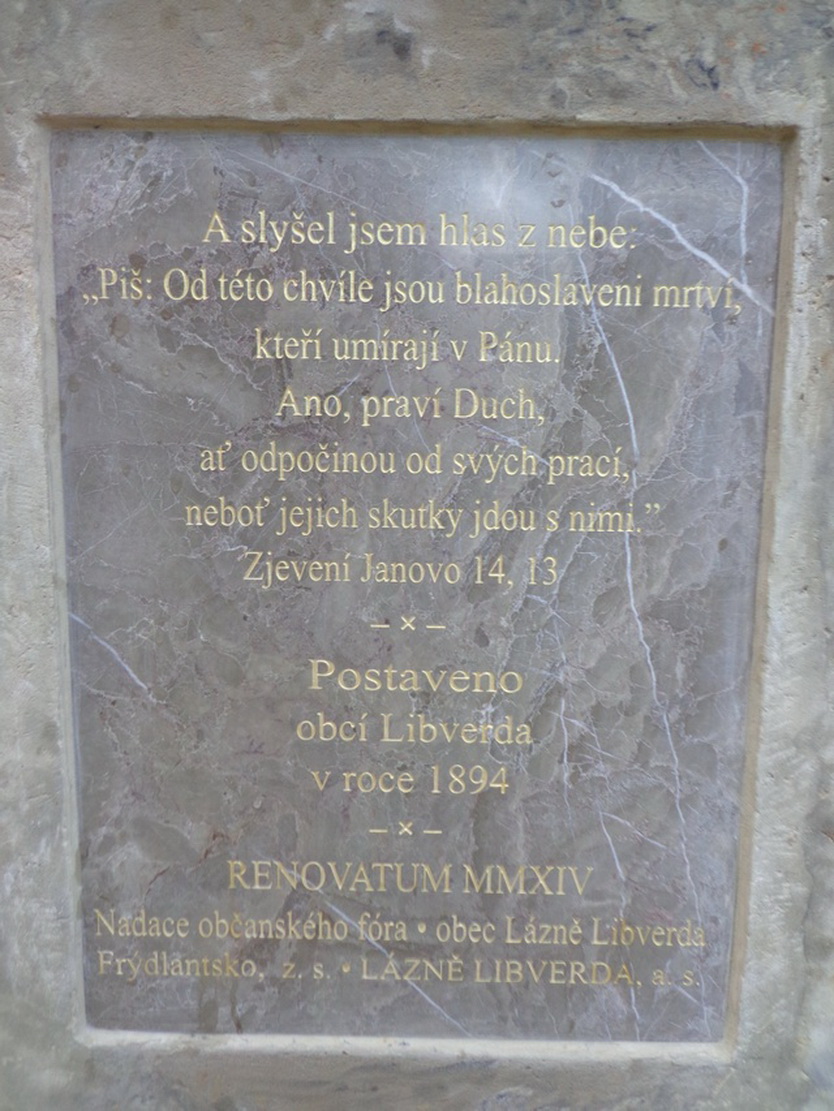 A slyšel jsem hlas z nebe:
„Piš: Od této chvíle jsou blahoslaveni mrtví,
kteří umírají v Pánu.
Ano, praví Duch,
ať odpočinou od svých prací,
neboť jejich skutky jdou s nimi.”
Zjevení Janovo 14, 13
– × –
Postaveno
obcí Libverda
v roce 1894
– × –
RENOVATUM MMXIV
Nadace občanského fóra • obec Lázně Libverda
Frýdlantsko, z. s. • LÁZNĚ LIBVERDA, a. s.